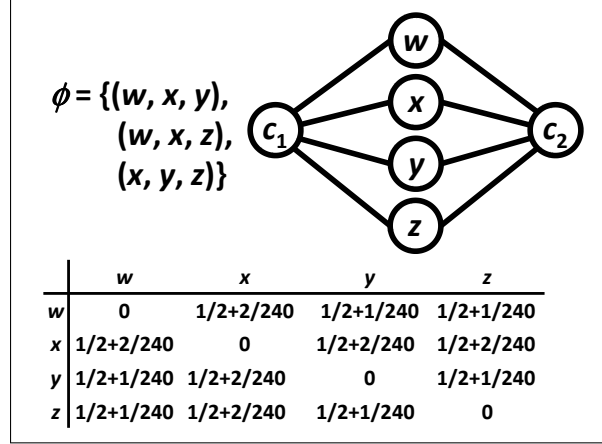 ϕ = {(w, x, y),
(w, x, z),
(x, y, z)}
c1
w
x
y
z
c2
w x y z
w 0 1/2+2/240 1/2+1/240 1/2+1/240
x 1/2+2/240 0 1/2+2/240 1/2+2/240
y 1/2+1/240 1/2+2/240 0 1/2+1/240
z 1/2+1/240 1/2+2/240 1/2+1/240 0